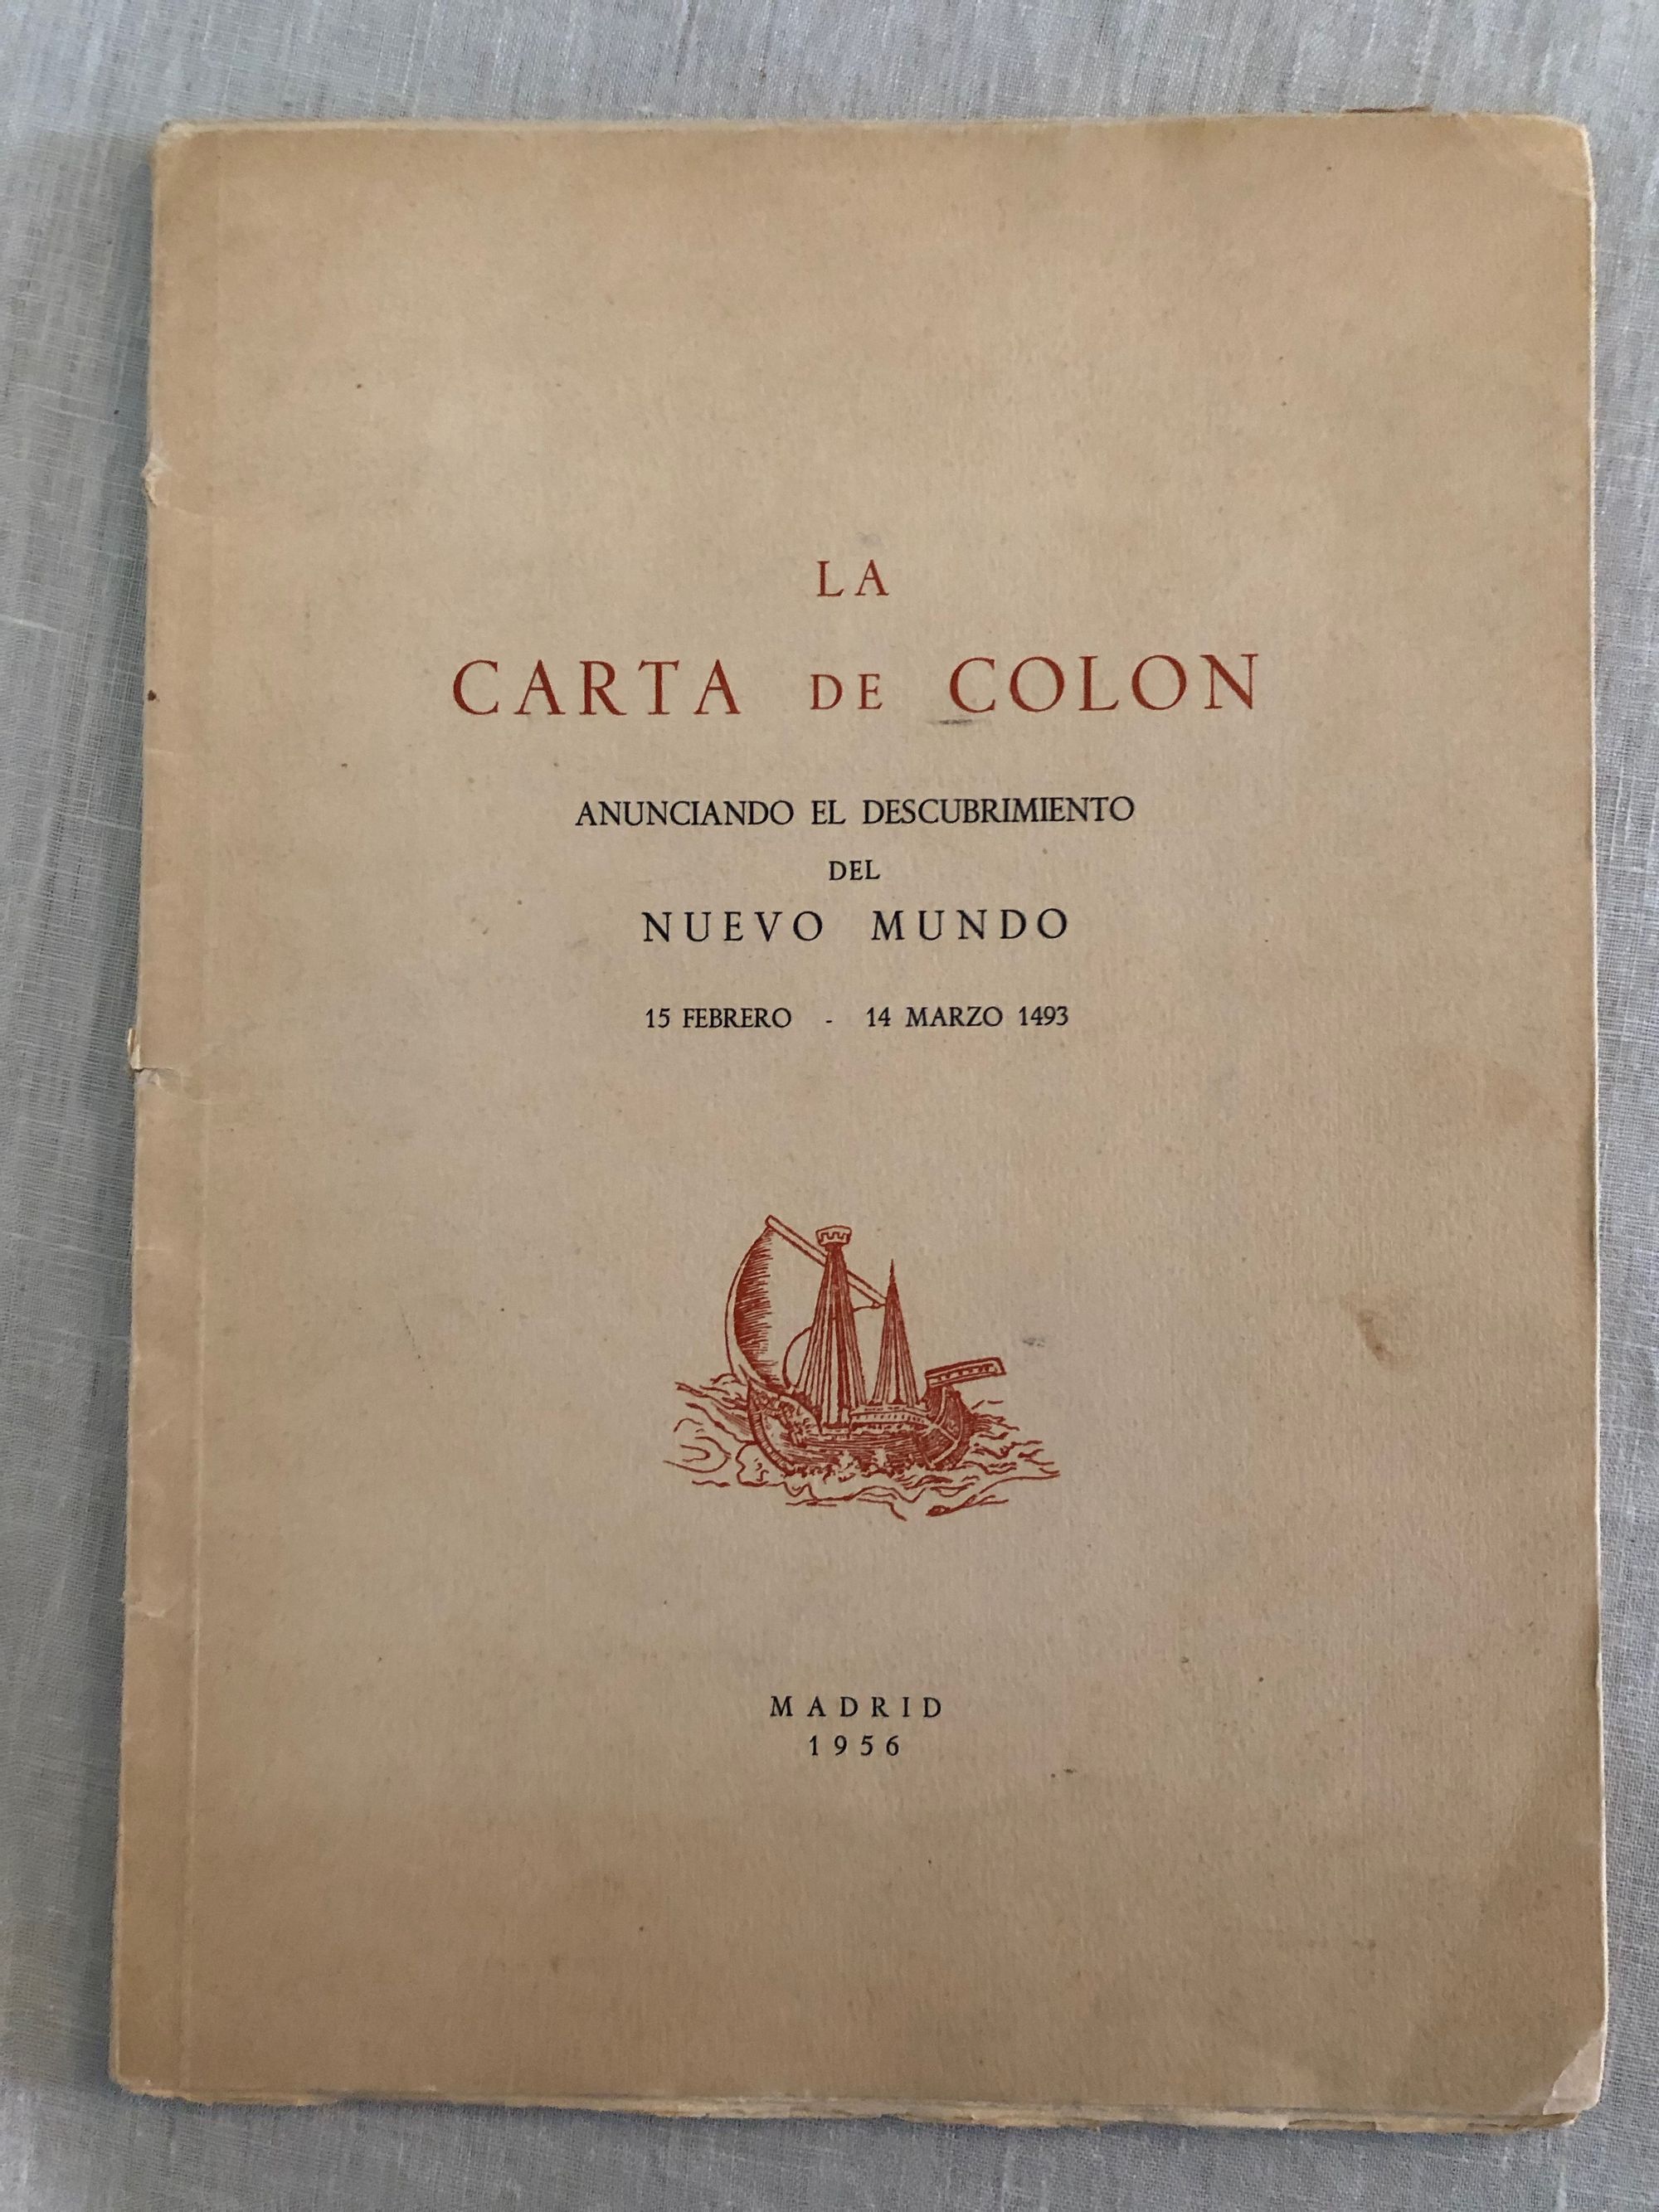 LA
CARTA DE COLON
ANUNCIANDO EL DESCUBRIMIENTO
DEL
NUEVO MUNDO
15 FEBRERO - 14 MARZO 1493
MADRID
1956